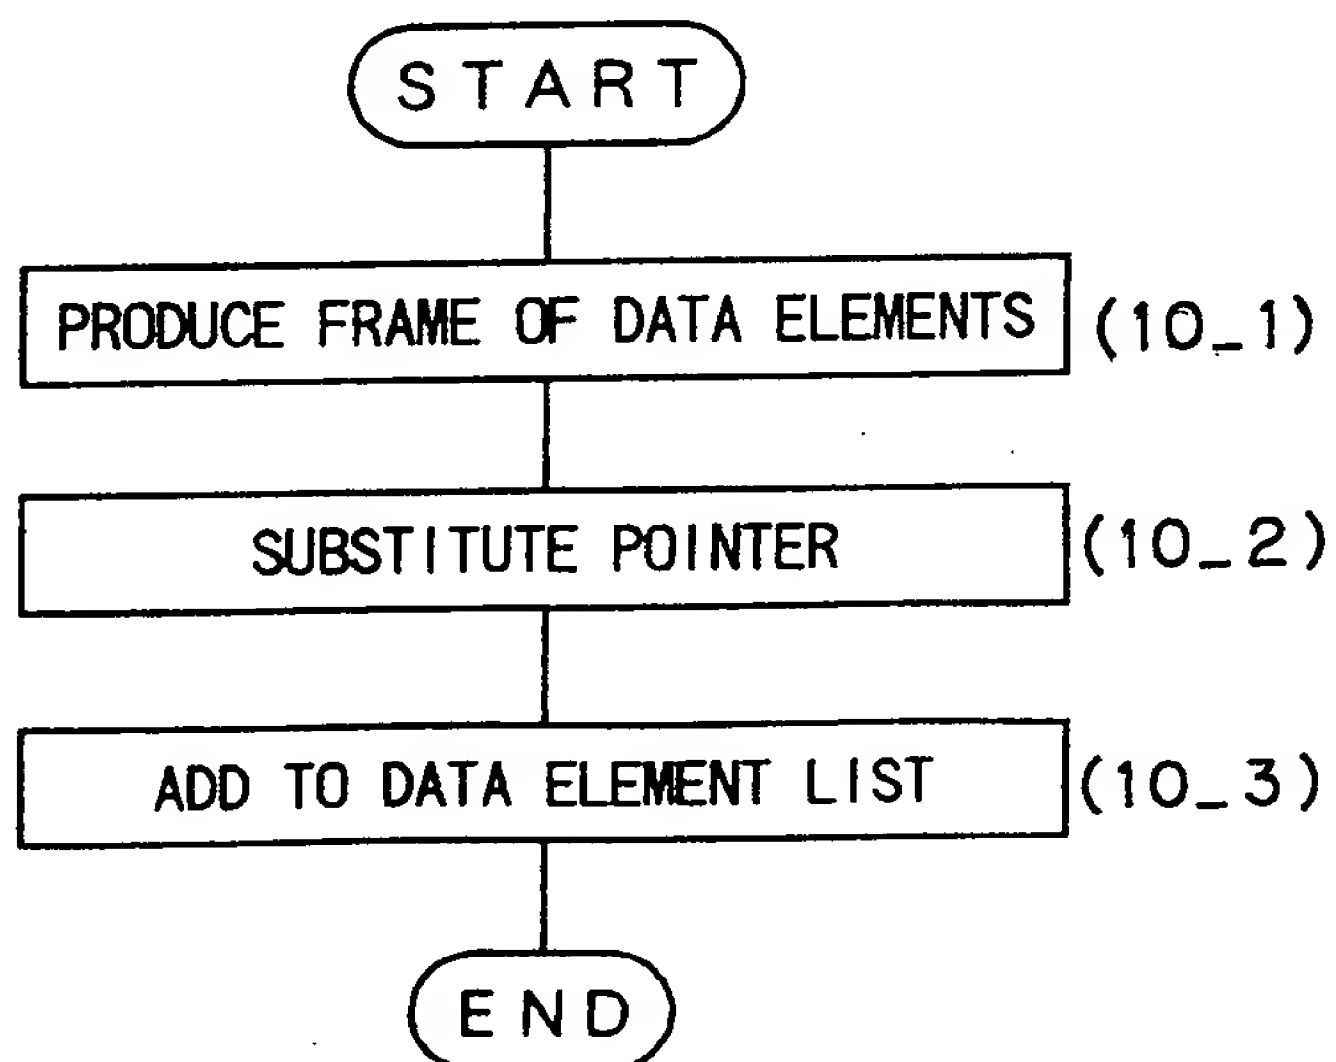 START
PRODUCE FRAME OF DATA ELEMENTS (10_1)
SUBSTITUTE POINTER (10_2)
ADD TO DATA ELEMENT LIST (10_3)
END